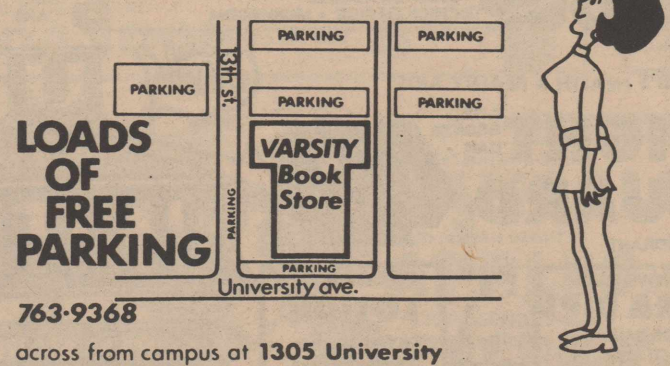 PARKING
PARKING
13th st.
PARKING
PARKING
PARKING
LOADS
OF
FREE
PARKING
VARSITY
Book
Store
PARKING
PARKING
University ave.
763-9368
across from campus at 1305 University